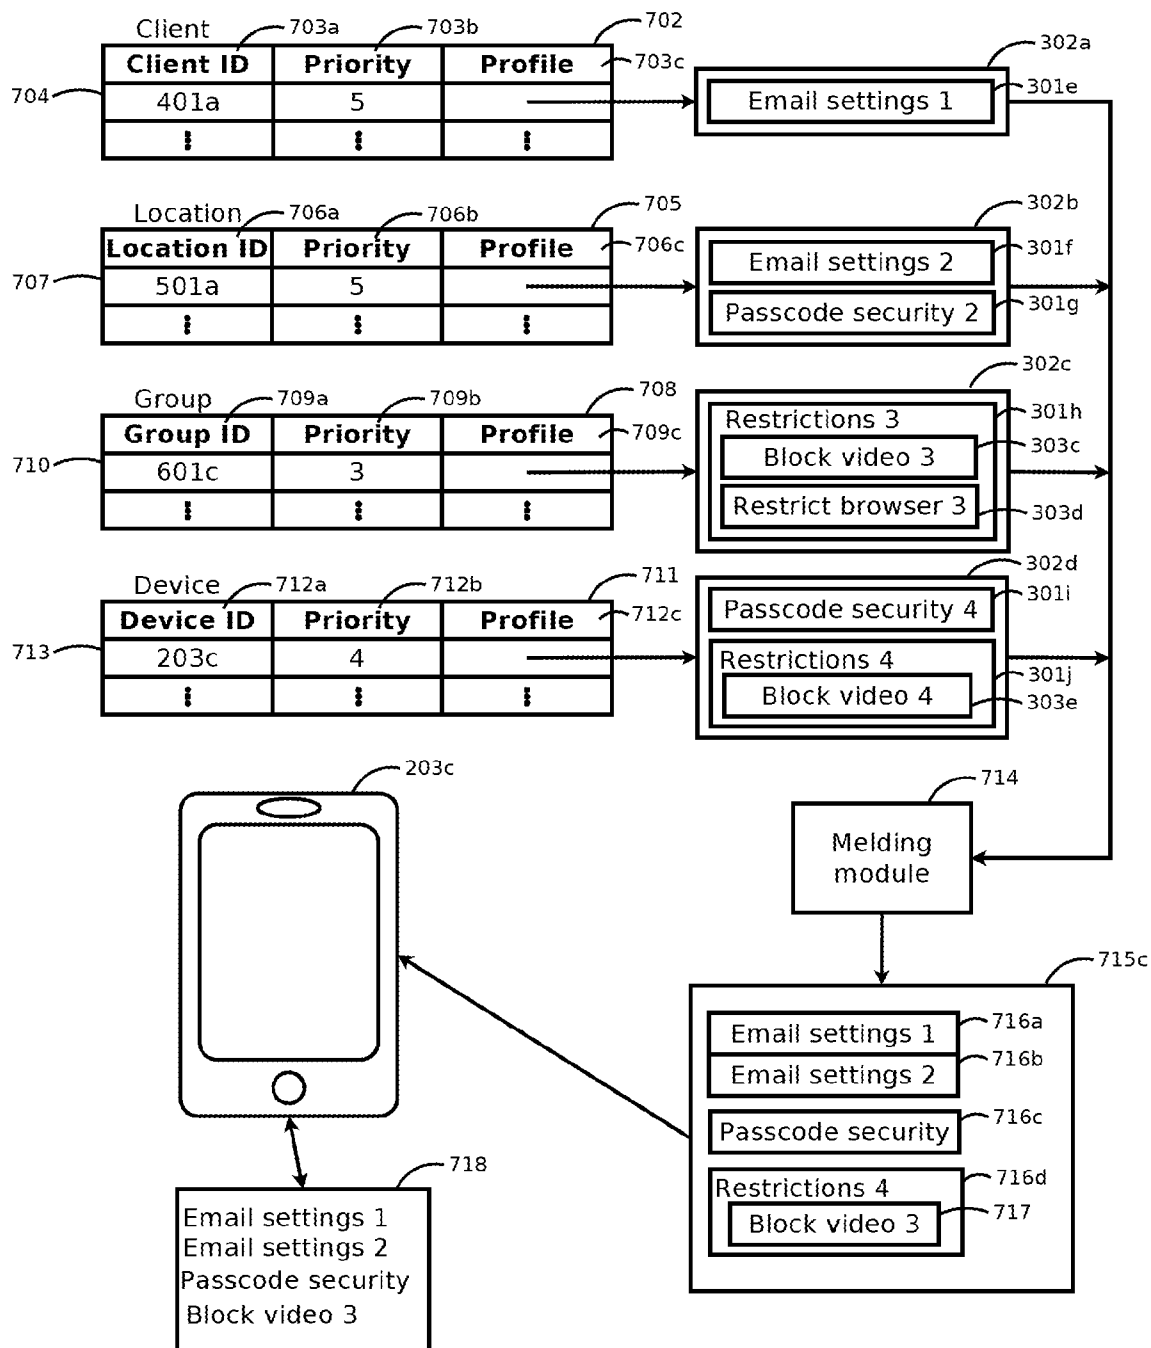 Client
703a
703b
702
Client ID
Priority
Profile
703c
704
401a
5
302a
Email settings 1
301e
Location
706a
706b
705
Location ID
Priority
Profile
706c
707
501a
5
302b
Email settings 2
301f
Passcode security 2
301g
Group
709a
709b
708
Group ID
Priority
Profile
709c
710
601c
3
302c
Restrictions 3
301h
Block video 3
303c
Restrict browser 3
303d
Device
712a
712b
711
Device ID
Priority
Profile
712c
713
203c
4
302d
Passcode security 4
301i
Restrictions 4
301j
Block video 4
303e
203c
714
Melding
module
715c
Email settings 1
716a
Email settings 2
716b
Passcode security
716c
Restrictions 4
716d
Block video 3
717
718
Email settings 1
Email settings 2
Passcode security
Block video 3